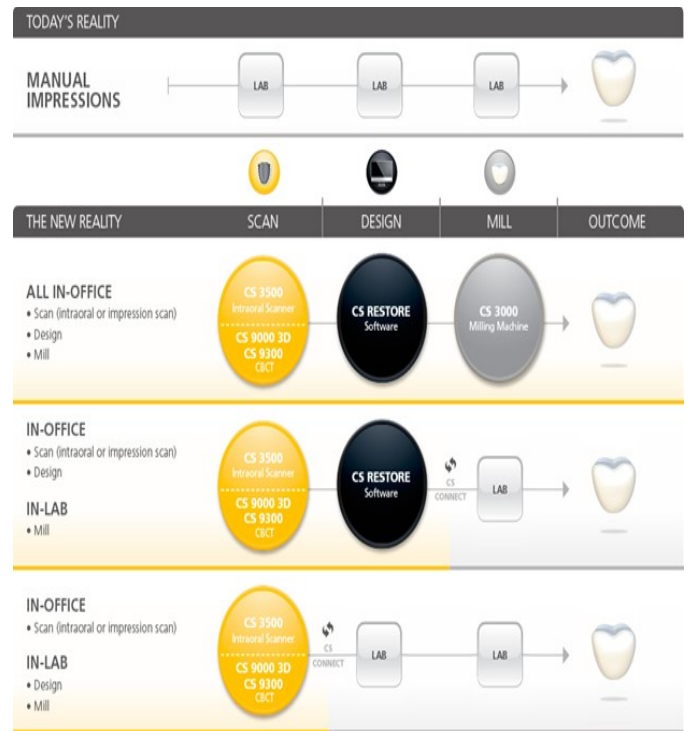 TODAY'S REALITY
MANUAL
IMPRESSIONS
LAB
LAB
LAB
THE NEW REALITY
SCAN
DESIGN
MILL
OUTCOME
ALL IN-OFFICE
• Scan (intraoral or impression scan)
• Design
• Mill
CS 3500
Intraoral Scanner
CS 9000 3D
CS 9300
CBCT
CS RESTORE
Software
CS 3000
Milling Machine
IN-OFFICE
• Scan (intraoral or impression scan)
• Design
IN-LAB
• Mill
CS 3500
Intraoral Scanner
CS 9000 3D
CS 9300
CBCT
CS RESTORE
Software
CS
CONNECT
LAB
IN-OFFICE
• Scan (intraoral or impression scan)
IN-LAB
• Design
• Mill
CS 3500
Intraoral Scanner
CS 9000 3D
CS 9300
CBCT
CS
CONNECT
LAB
LAB